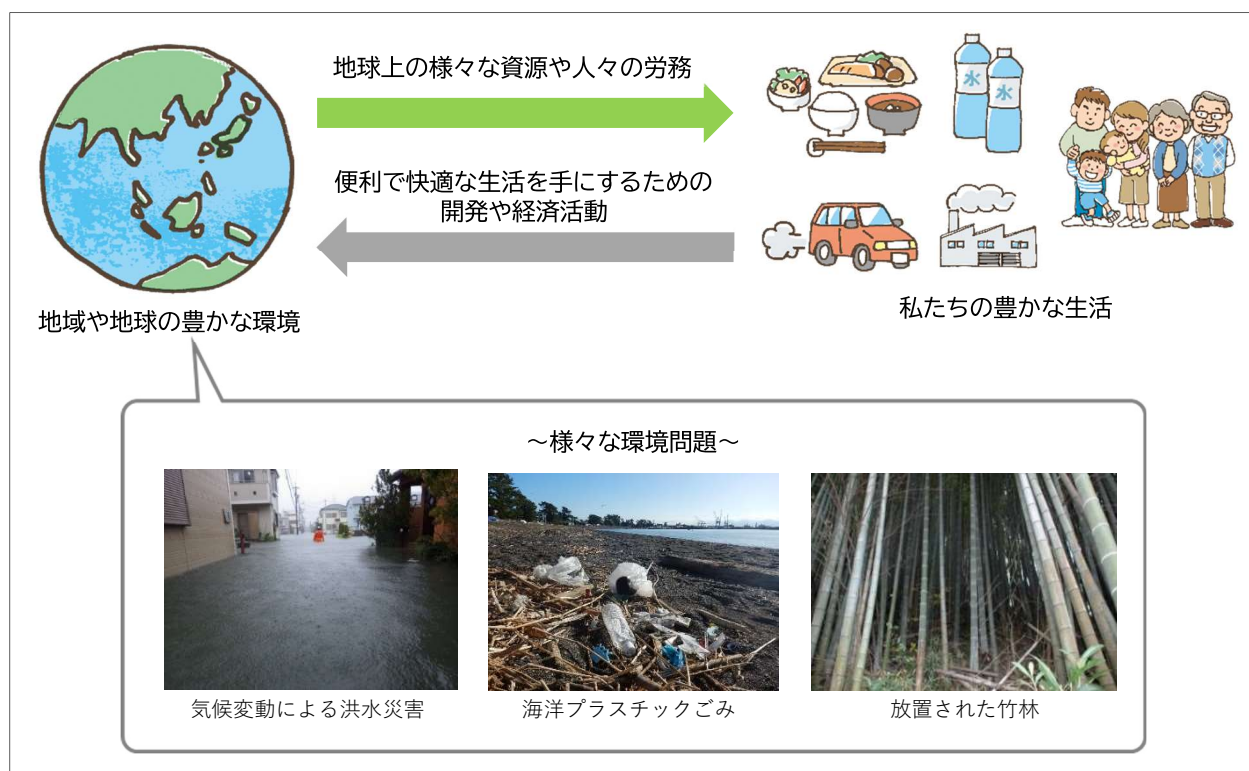 地球上の様々な資源や人々の労務
水
水
便利で快適な生活を手にするための
開発や経済活動
地域や地球の豊かな環境
私たちの豊かな生活
～様々な環境問題～
気候変動による洪水災害
海洋プラスチックごみ
放置された竹林